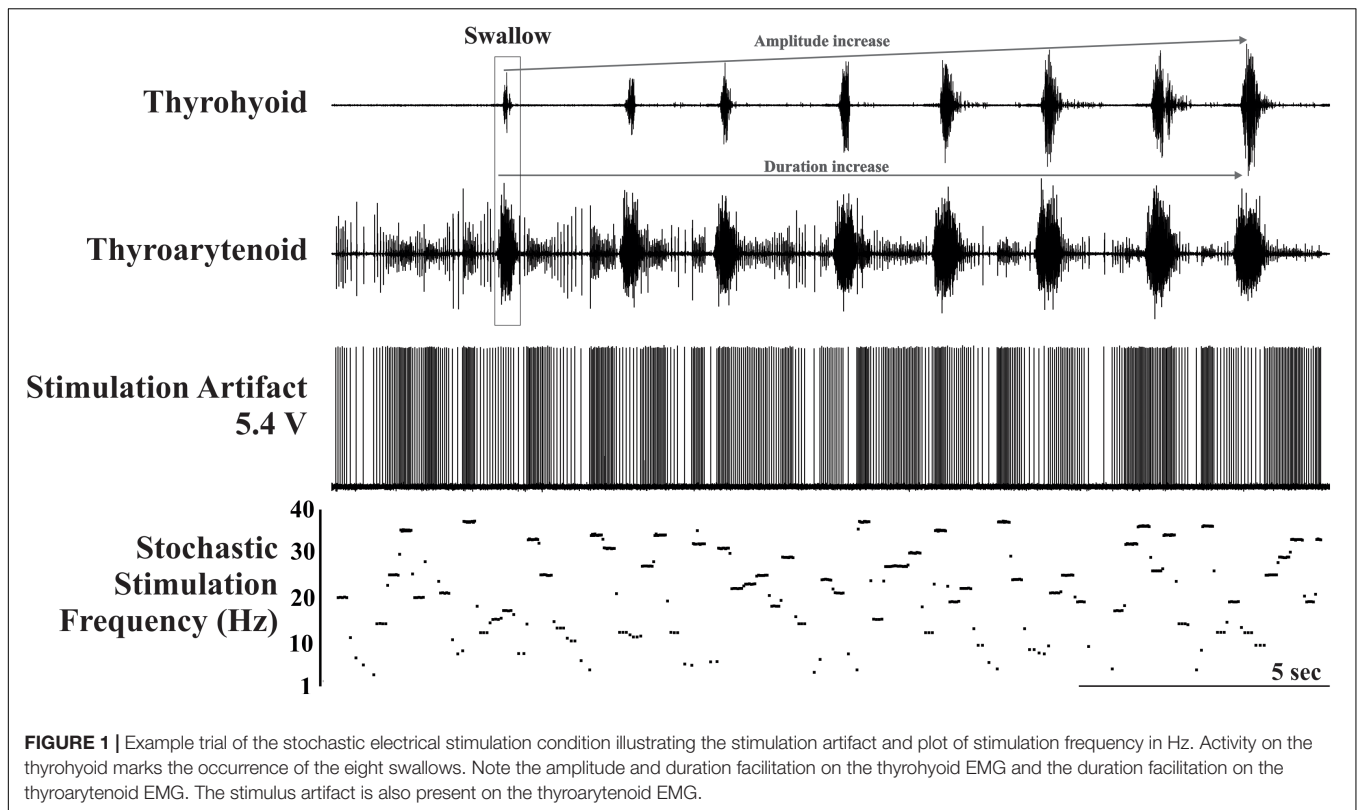 Swallow
Amplitude increase
Thyrohyoid
Duration increase
Thyroarytenoid
Stimulation Artifact
5.4 V
40
Stochastic
30
Stimulation
20
Frequency (Hz)
10
1
5 sec
FIGURE 1 | Example trial of the stochastic electrical stimulation condition illustrating the stimulation artifact and plot of stimulation frequency in Hz. Activity on the
thyrohyoid marks the occurrence of the eight swallows. Note the amplitude and duration facilitation on the thyrohyoid EMG and the duration facilitation on the
thyroarytenoid EMG. The stimulus artifact is also present on the thyroarytenoid EMG.